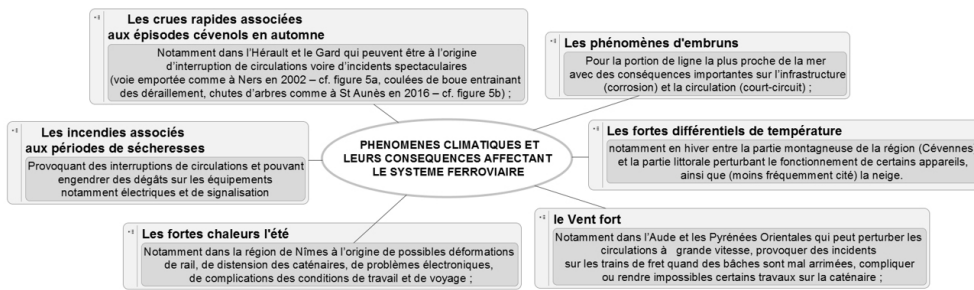 Les crues rapides associées
aux épisodes cévenols en automne
Notamment dans l'Hérault et le Gard qui peuvent être à l'origine
d'interruption de circulations voire d'incidents spectaculaires
(voie emportée comme à Ners en 2002 – cf. figure 5a, coulées de boue entrainant
des déraillement, chutes d'arbres comme à St Aunès en 2016 – cf. figure 5b) ;
Les phénomènes d'embruns
Pour la portion de ligne la plus proche de la mer
avec des conséquences importantes sur l'infrastructure
(corrosion) et la circulation (court-circuit) ;
Les incendies associés
aux périodes de sécheresses
Provoquant des interruptions de circulations et pouvant
engendrer des dégâts sur les équipements
notamment électriques et de signalisation
PHENOMENES CLIMATIQUES ET
LEURS CONSEQUENCES AFFECTANT
LE SYSTEME FERROVIAIRE
Les fortes différentiels de température
notamment en hiver entre la partie montagneuse de la région (Cévennes
et la partie littorale perturbant le fonctionnement de certains appareils,
ainsi que (moins fréquemment cité) la neige.
Les fortes chaleurs l'été
Notamment dans la région de Nîmes à l'origine de possibles déformations
de rail, de distension des caténaires, de problèmes électroniques,
de complications des conditions de travail et de voyage ;
le Vent fort
Notamment dans l'Aude et les Pyrénées Orientales qui peut perturber les
circulations à grande vitesse, provoquer des incidents
sur les trains de fret quand des bâches sont mal arrimées, compliquer
ou rendre impossibles certains travaux sur la caténaire ;